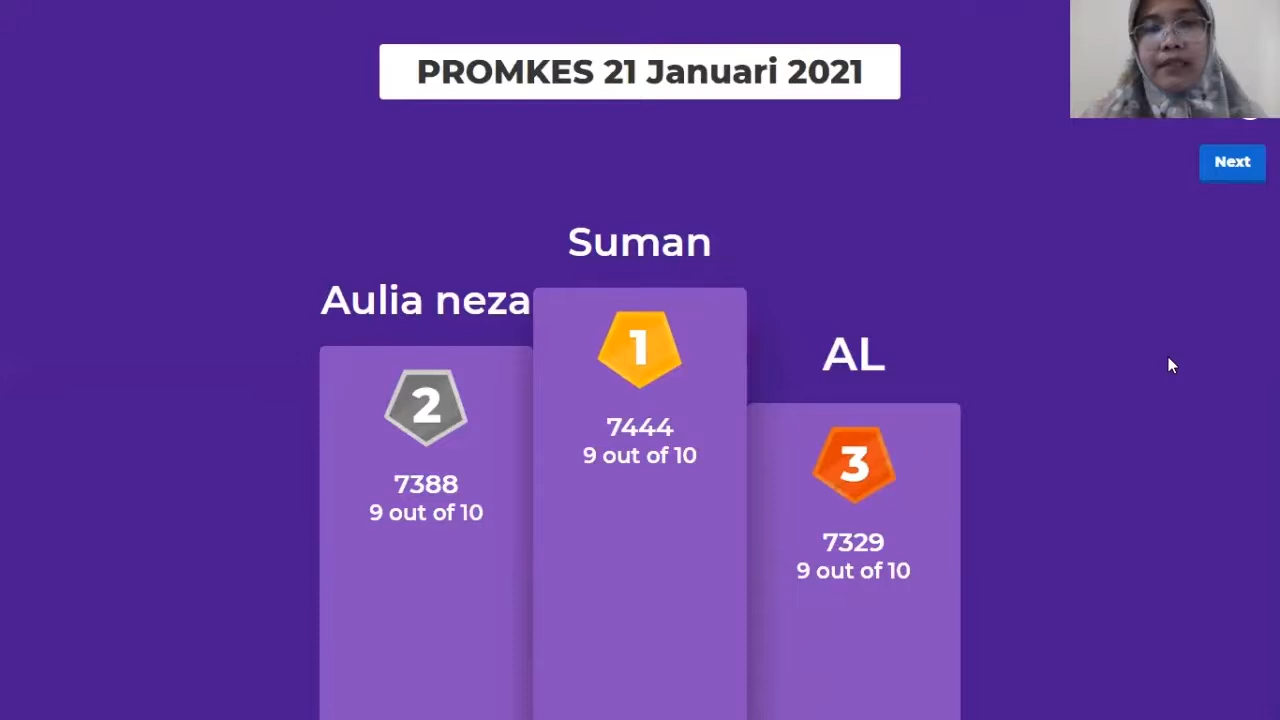 PROMKES 21 Januari 2021
Next
Suman
Aulia neza
AL
1
7444
9 out of 10
2
7388
9 out of 10
3
7329
9 out of 10